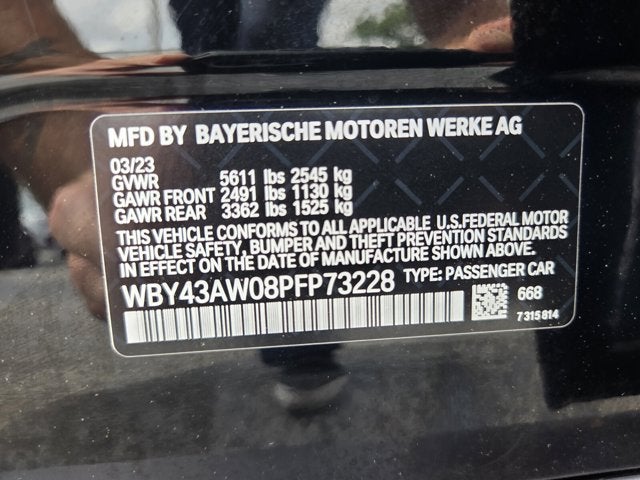 MFD BY BAYERISCHE MOTOREN WERKE AG
03/23
GVWR 5611 lbs 2545 kg
GAWR FRONT 2491 lbs 1130 kg
GAWR REAR 3362 lbs 1525 kg
THIS VEHICLE CONFORMS TO ALL APPLICABLE U.S.FEDERAL MOTOR
VEHICLE SAFETY, BUMPER AND THEFT PREVENTION STANDARDS
IN EFFECT ON THE DATE OF MANUFACTURE SHOWN ABOVE.
WBY43AW08PFP73228 TYPE: PASSENGER CAR
668
7315814